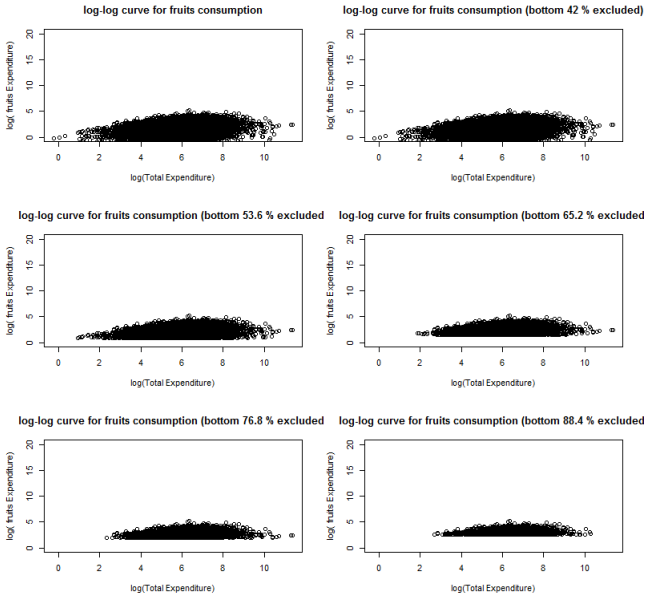 log-log curve for fruits consumption
log-log curve for fruits consumption (bottom 42 % excluded)
20
15
10
5
0
log( fruits Expenditure)
0 2 4 6 8 10
log(Total Expenditure)
20
15
10
5
0
log( fruits Expenditure)
0 2 4 6 8 10
log(Total Expenditure)
log-log curve for fruits consumption (bottom 53.6 % excluded
log-log curve for fruits consumption (bottom 65.2 % excluded
20
15
10
5
0
log( fruits Expenditure)
0 2 4 6 8 10
log(Total Expenditure)
20
15
10
5
0
log( fruits Expenditure)
0 2 4 6 8 10
log(Total Expenditure)
log-log curve for fruits consumption (bottom 76.8 % excluded
log-log curve for fruits consumption (bottom 88.4 % excluded
20
15
10
5
0
log( fruits Expenditure)
0 2 4 6 8 10
log(Total Expenditure)
20
15
10
5
0
log( fruits Expenditure)
0 2 4 6 8 10
log(Total Expenditure)